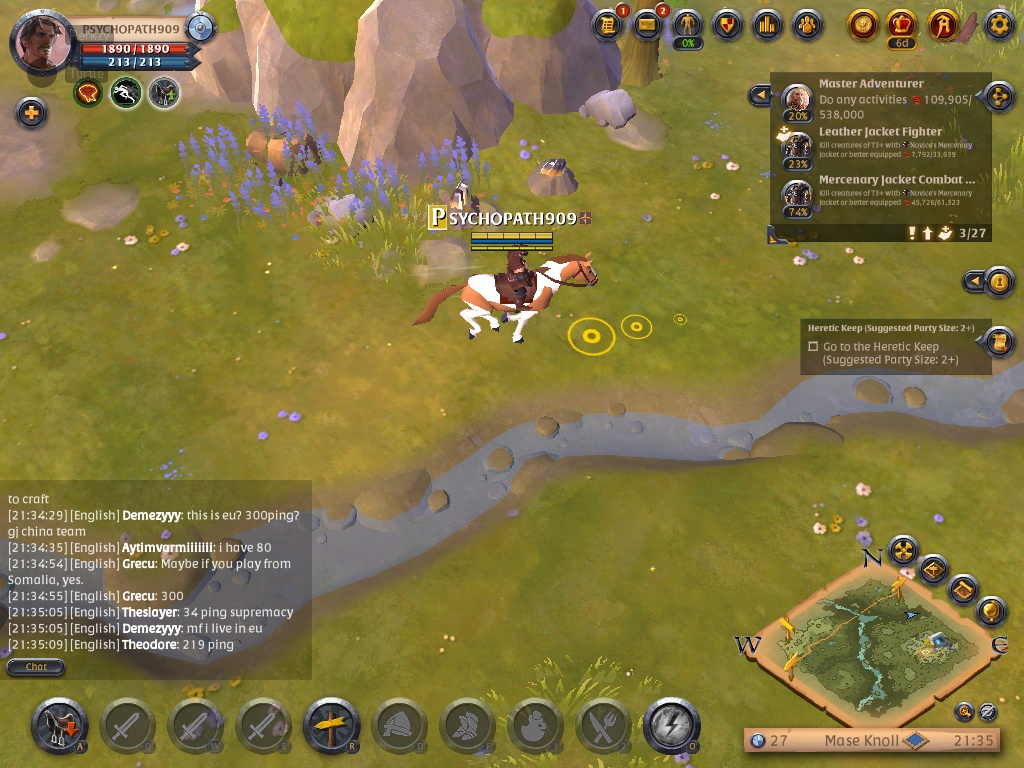 PSYCHOPATH909
1890 / 1890
213 / 213
1
2
0%
6d
Master Adventurer
Do any activities 109,905/
538,000
20%
Leather Jacket Fighter
Kill creatures of T3+ with Novice's Mercenary
Jacket or better equipped 7,792/33,639
23%
Mercenary Jacket Combat ...
Kill creatures of T3+ with Novice's Mercenary
Jacket or better equipped 45,726/61,323
74%
3/27
P
PSYCHOPATH909
Heretic Keep (Suggested Party Size: 2+)
Go to the Heretic Keep
(Suggested Party Size: 2+)
to craft
[21:34:29] [English] Demezyyy: this is eu? 300ping?
gj china team
[21:34:35] [English] Aytimvarmiiiiii: i have 80
[21:34:54] [English] Grecu: Maybe if you play from
Somalia, yes.
[21:34:55] [English] Grecu: 300
[21:35:05] [English] Theslayer: 34 ping supremacy
[21:35:05] [English] Demezyyy: mf i live in eu
[21:35:09] [English] Theodore: 219 ping
Chat
N
W
E
A
Q
W
E
R
D
F
2
O
27 Mase Knoll 21:35